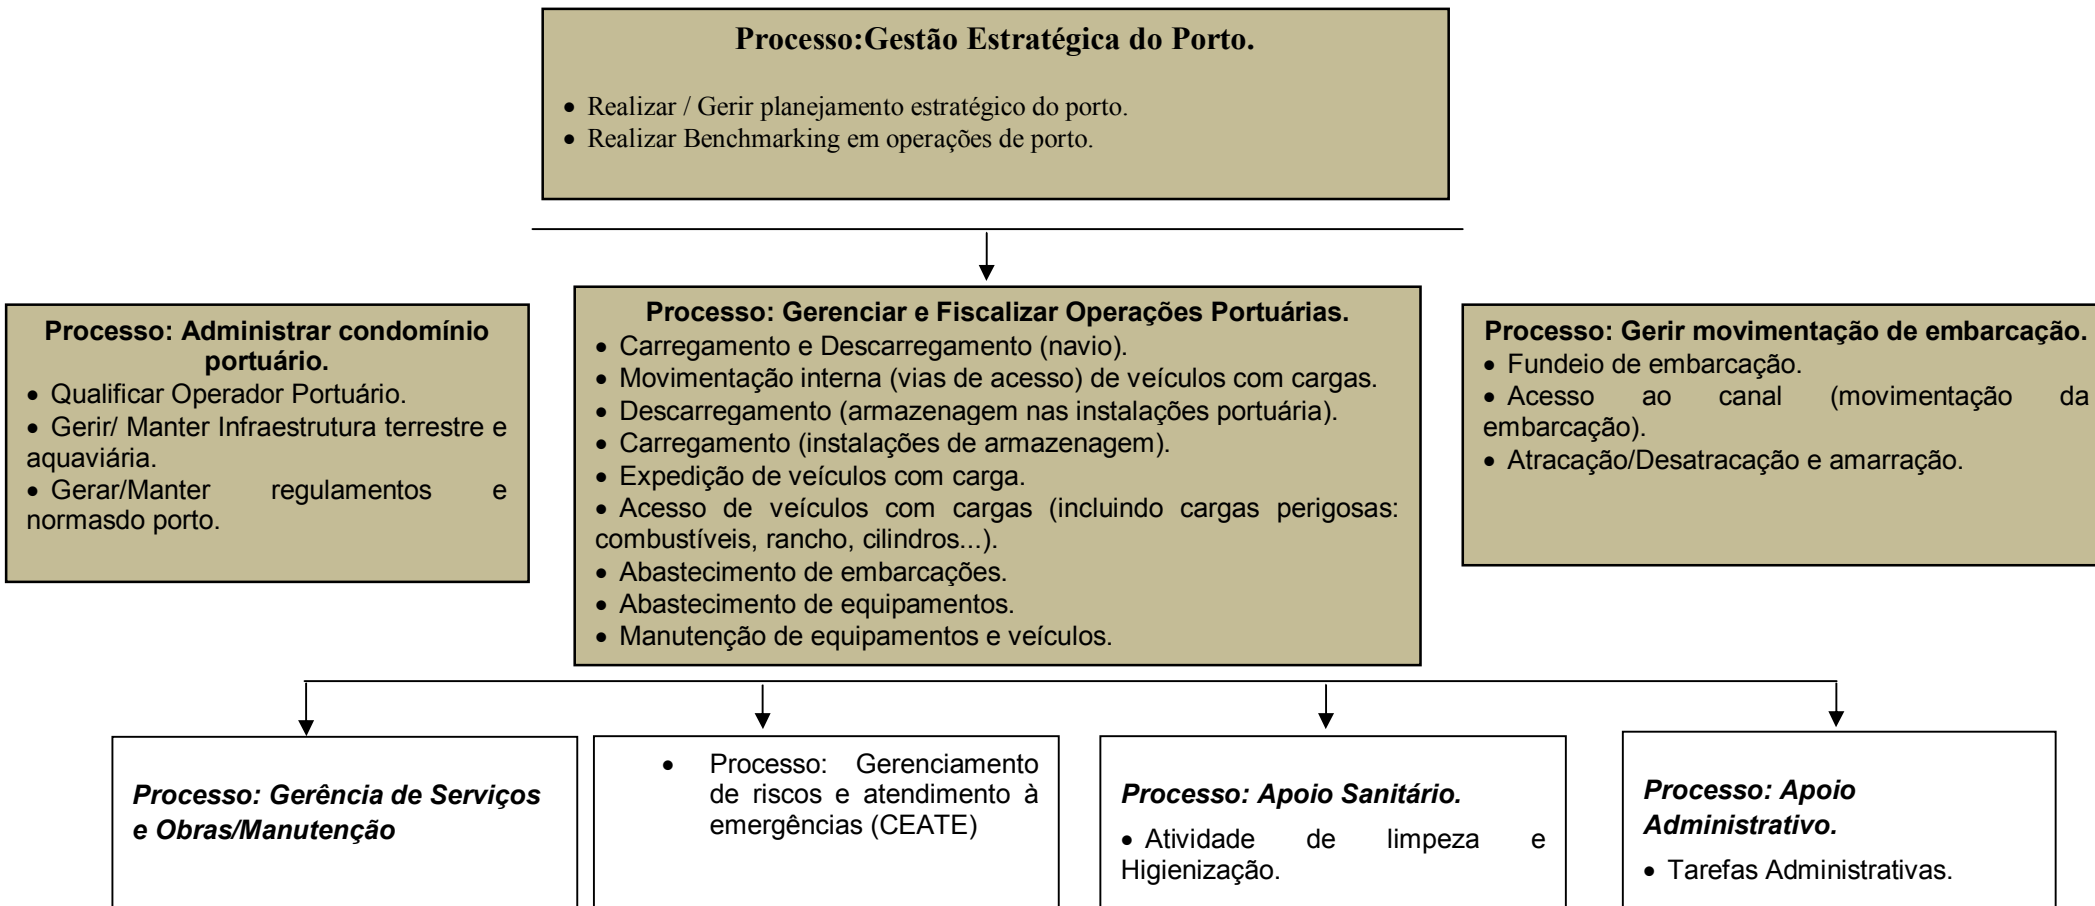 Processo:Gestão Estratégica do Porto.
• Realizar / Gerir planejamento estratégico do porto.
• Realizar Benchmarking em operações de porto.
Processo: Administrar condomínio
portuário.
• Qualificar Operador Portuário.
• Gerir/ Manter Infraestrutura terrestre e
aquaviária.
• Gerar/Manter regulamentos e
normasdo porto.
Processo: Gerenciar e Fiscalizar Operações Portuárias.
• Carregamento e Descarregamento (navio).
• Movimentação interna (vias de acesso) de veículos com cargas.
• Descarregamento (armazenagem nas instalações portuária).
• Carregamento (instalações de armazenagem).
• Expedição de veículos com carga.
• Acesso de veículos com cargas (incluindo cargas perigosas:
combustíveis, rancho, cilindros...).
• Abastecimento de embarcações.
• Abastecimento de equipamentos.
• Manutenção de equipamentos e veículos.
Processo: Gerir movimentação de embarcação.
• Fundeio de embarcação.
• Acesso ao canal (movimentação da
embarcação).
• Atracação/Desatracação e amarração.
Processo: Gerência de Serviços
e Obras/Manutenção
• Processo: Gerenciamento
de riscos e atendimento à
emergências (CEATE)
Processo: Apoio Sanitário.
• Atividade de limpeza e
Higienização.
Processo: Apoio
Administrativo.
• Tarefas Administrativas.